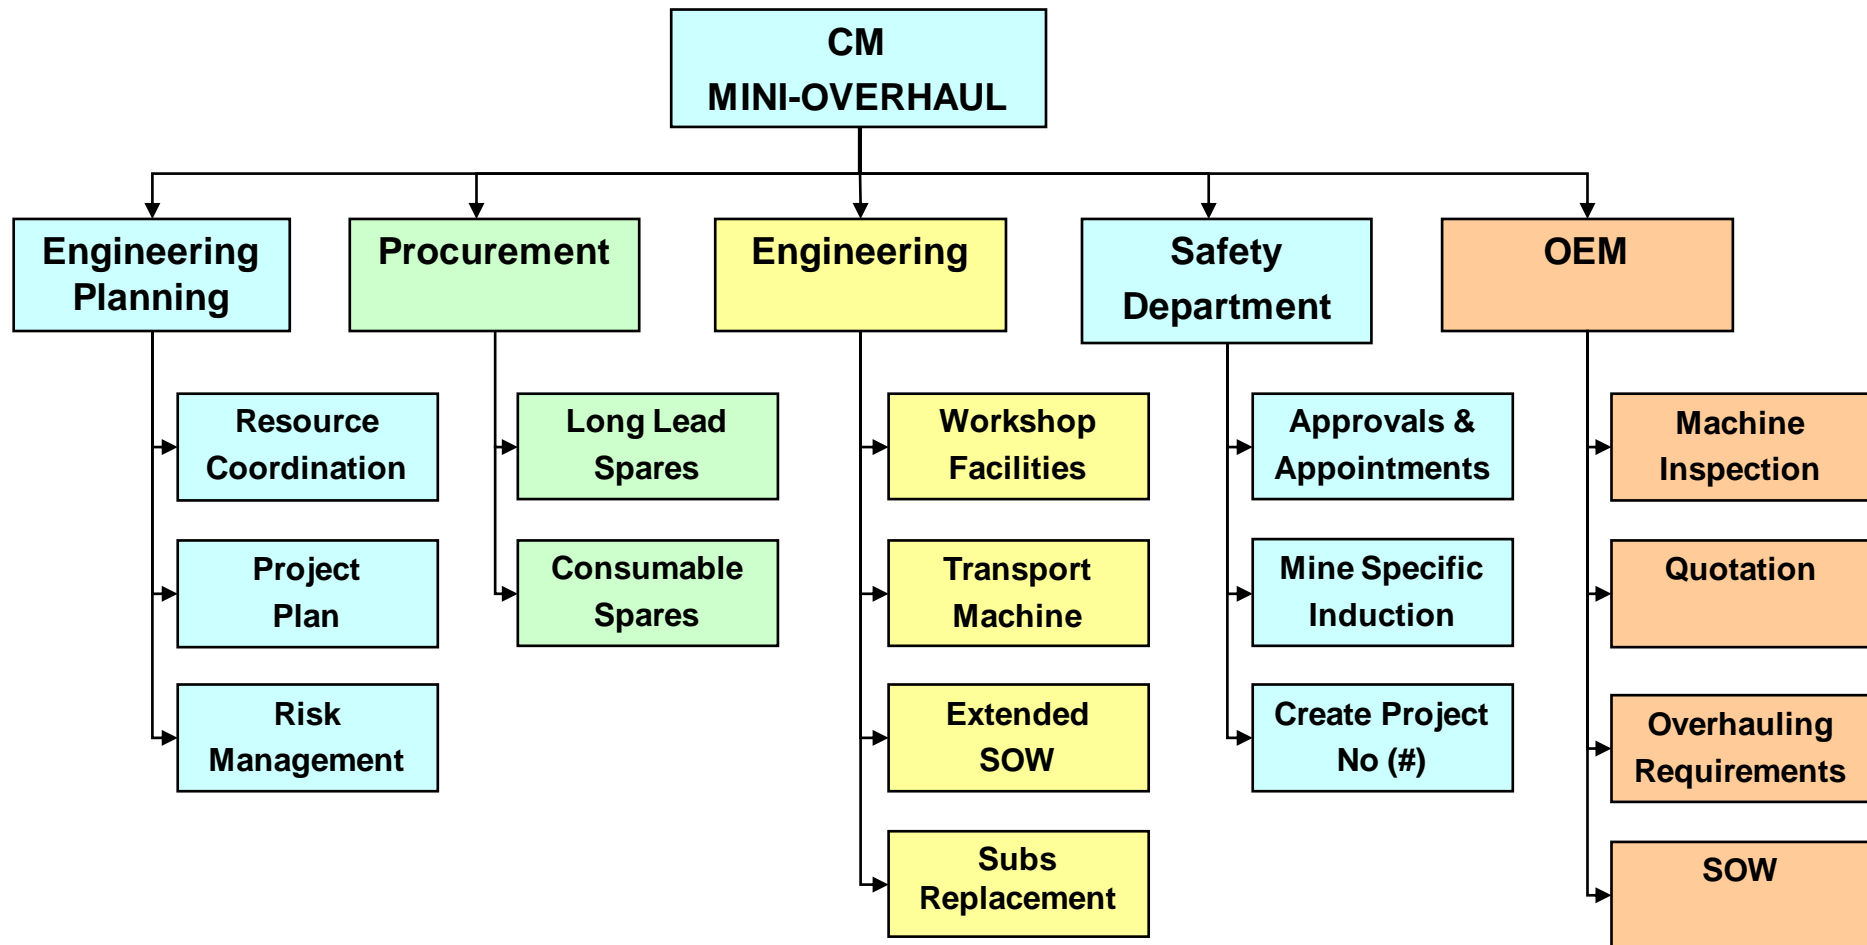 CM
MINI-OVERHAUL
Engineering
Planning
Procurement
Engineering
Safety
Department
OEM
Resource
Coordination
Project
Plan
Risk
Management
Long Lead
Spares
Consumable
Spares
Workshop
Facilities
Transport
Machine
Extended
SOW
Subs
Replacement
Approvals &
Appointments
Mine Specific
Induction
Create Project
No (#)
Machine
Inspection
Quotation
Overhauling
Requirements
SOW